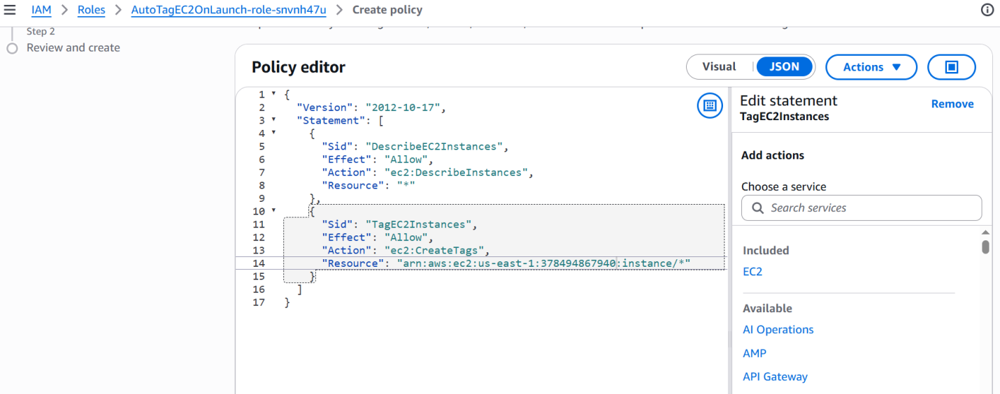 IAM > Roles > AutoTagEC2OnLaunch-role-snvnh47u > Create policy
Step 2
Review and create
Policy editor
Visual
JSON
Actions
1 {
2 "Version": "2012-10-17",
3 "Statement": [
4 {
5 "Sid": "DescribeEC2Instances",
6 "Effect": "Allow",
7 "Action": "ec2:DescribeInstances",
8 "Resource": "*"
9 },
10 {
11 "Sid": "TagEC2Instances",
12 "Effect": "Allow",
13 "Action": "ec2:CreateTags",
14 "Resource": "arn:aws:ec2:us-east-1:378494867940:instance/*"
15 }
16 ]
17 }
Edit statement
Remove
TagEC2Instances
Add actions
Choose a service
Search services
Included
EC2
Available
AI Operations
AMP
API Gateway